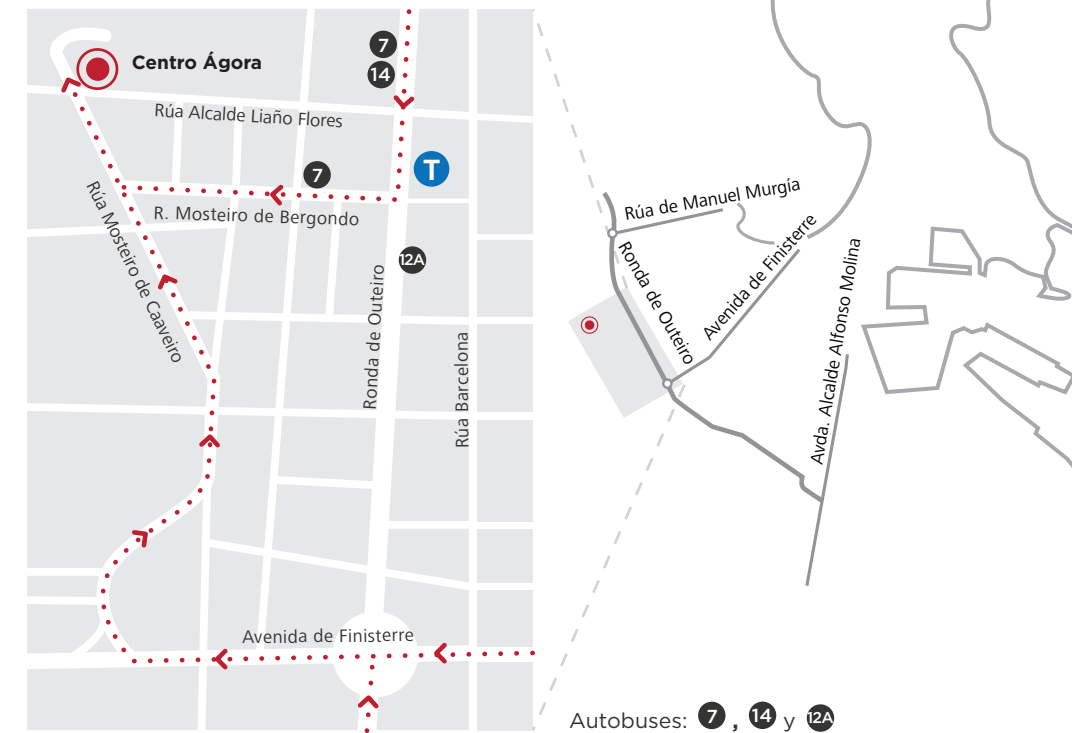 7
14
Centro Ágora
Rúa Alcalde Liaño Flores
T
7
R. Mosteiro de Bergondo
Rúa Mosteiro de Caaveiro
12A
Ronda de Outeiro
Rúa Barcelona
Avenida de Finisterre
Rúa de Manuel Murgía
Ronda de Outeiro
Avenida de Finisterre
Avda. Alcalde Alfonso Molina
Autobuses: 7 , 14 y 12A